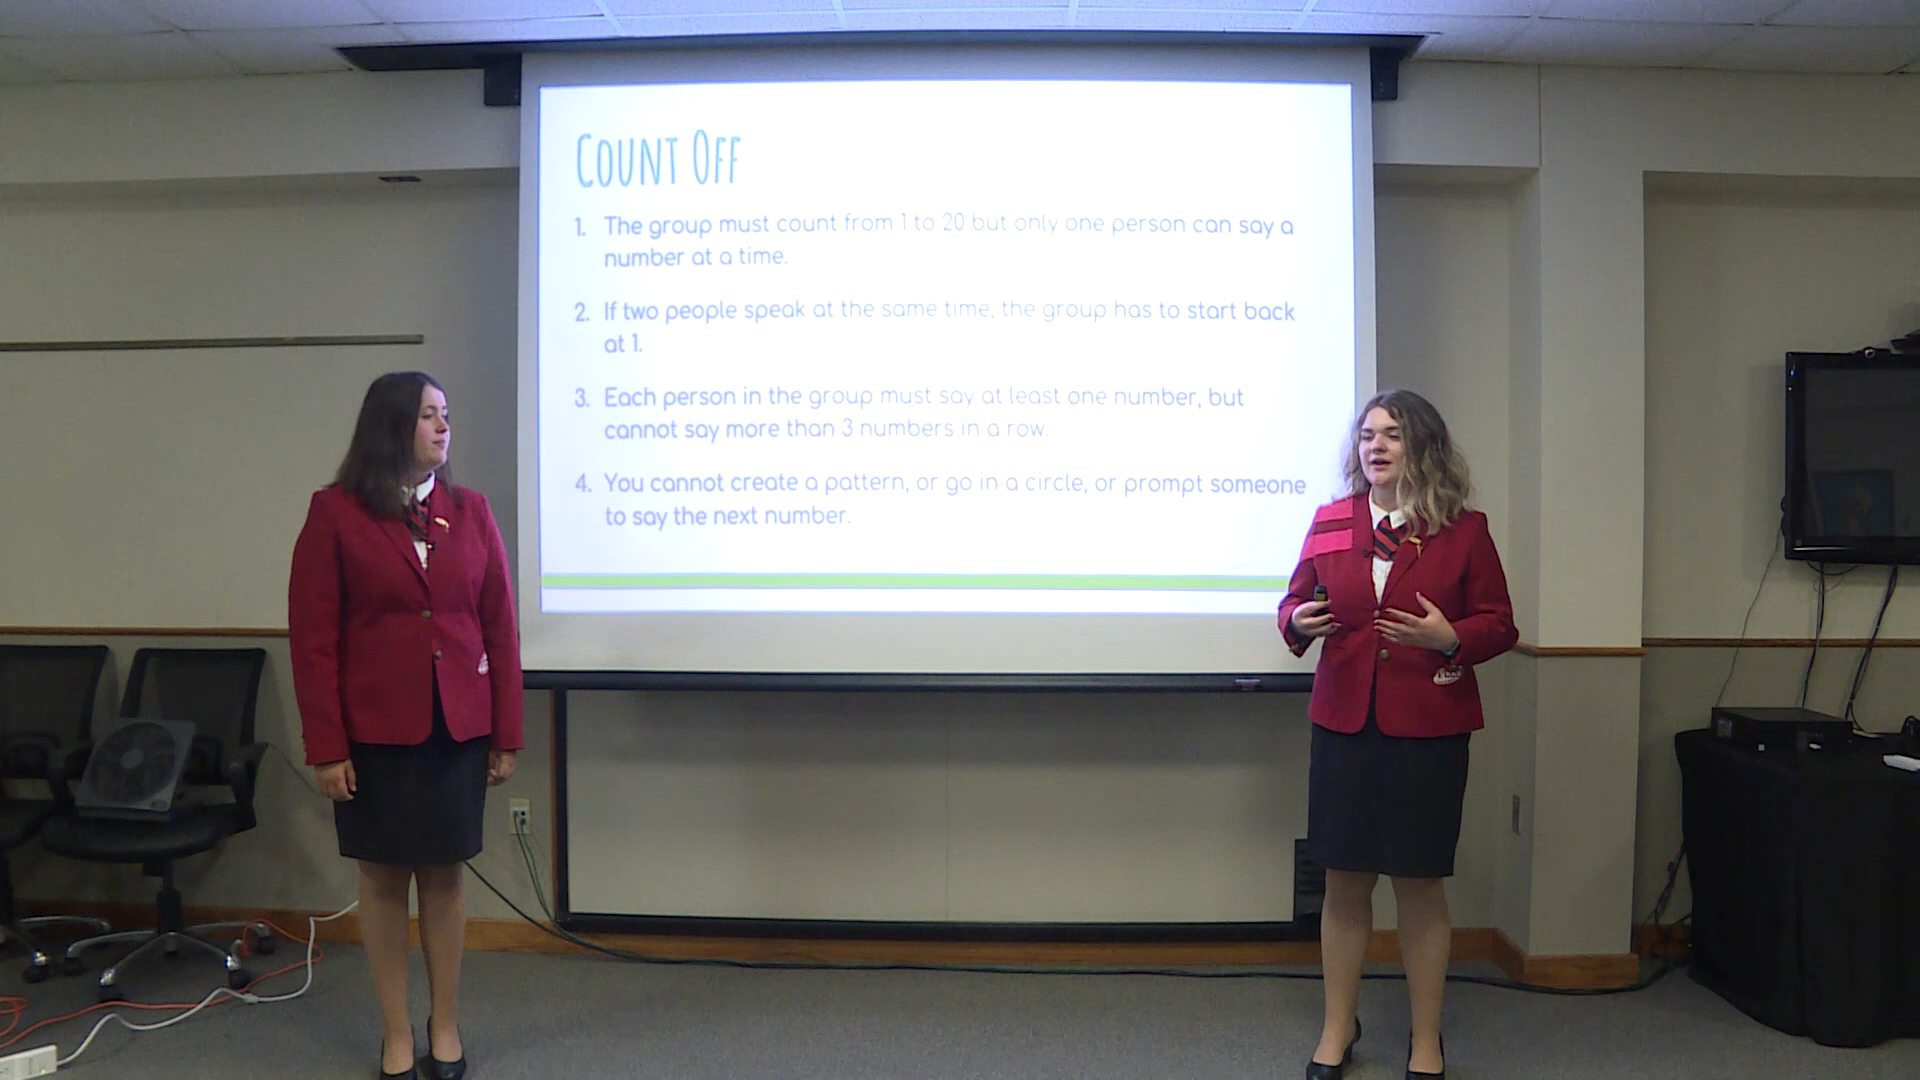 COUNT OFF
1. The group must count from 1 to 20 but only one person can say a
number at a time.
2. If two people speak at the same time, the group has to start back
at 1.
3. Each person in the group must say at least one number, but
cannot say more than 3 numbers in a row.
4. You cannot create a pattern, or go in a circle, or prompt someone
to say the next number.